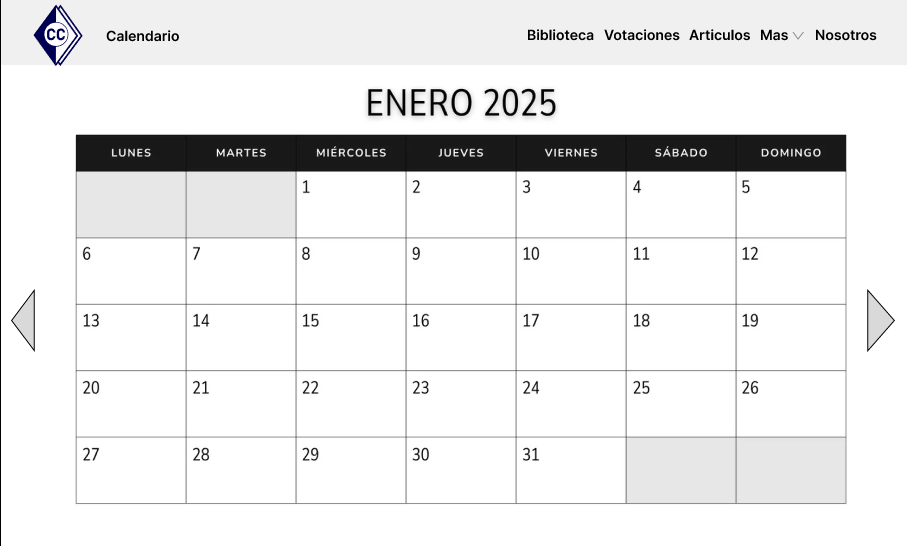 CC Calendario Biblioteca Votaciones Articulos Mas Nosotros
ENERO 2025
LUNES MARTES MIÉRCOLES JUEVES VIERNES SÁBADO DOMINGO
1 2 3 4 5
6 7 8 9 10 11 12
13 14 15 16 17 18 19
20 21 22 23 24 25 26
27 28 29 30 31